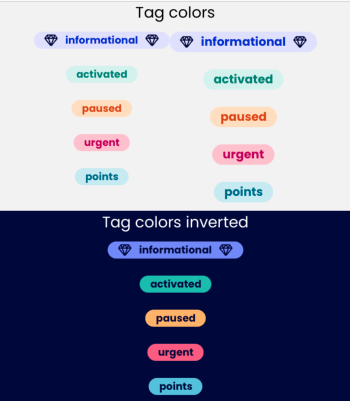 Tag colors
informational informational
activated activated
paused paused
urgent urgent
points points
Tag colors inverted
informational
activated
paused
urgent
points